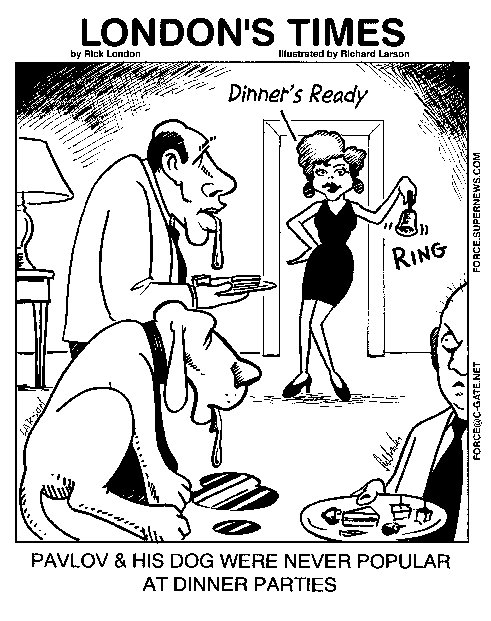 LONDON'S TIMES
by Rick London
Illustrated by Richard Larson
Dinner's Ready
RING
FORCE.SUPERNEWS.COM
FORCE@C-GATE.NET
PAVLOV & HIS DOG WERE NEVER POPULAR
AT DINNER PARTIES